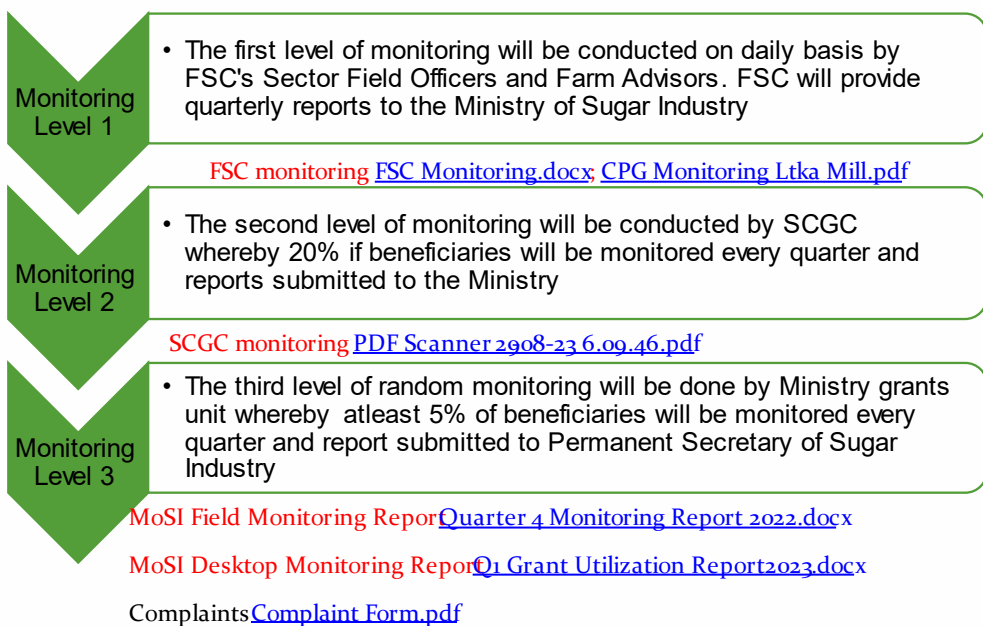 Monitoring
Level 1
• The first level of monitoring will be conducted on daily basis by
FSC's Sector Field Officers and Farm Advisors. FSC will provide
quarterly reports to the Ministry of Sugar Industry
FSC monitoring FSC Monitoring.docx; CPG Monitoring Ltka Mill.pdf
Monitoring
Level 2
• The second level of monitoring will be conducted by SCGC
whereby 20% if beneficiaries will be monitored every quarter and
reports submitted to the Ministry
SCGC monitoring PDF Scanner 2908-23 6.09.46.pdf
Monitoring
Level 3
• The third level of random monitoring will be done by Ministry grants
unit whereby atleast 5% of beneficiaries will be monitored every
quarter and report submitted to Permanent Secretary of Sugar
Industry
MoSI Field Monitoring Report Quarter 4 Monitoring Report 2022.docx
MoSI Desktop Monitoring Report Q1 Grant Utilization Report2023.docx
Complaints Complaint Form.pdf